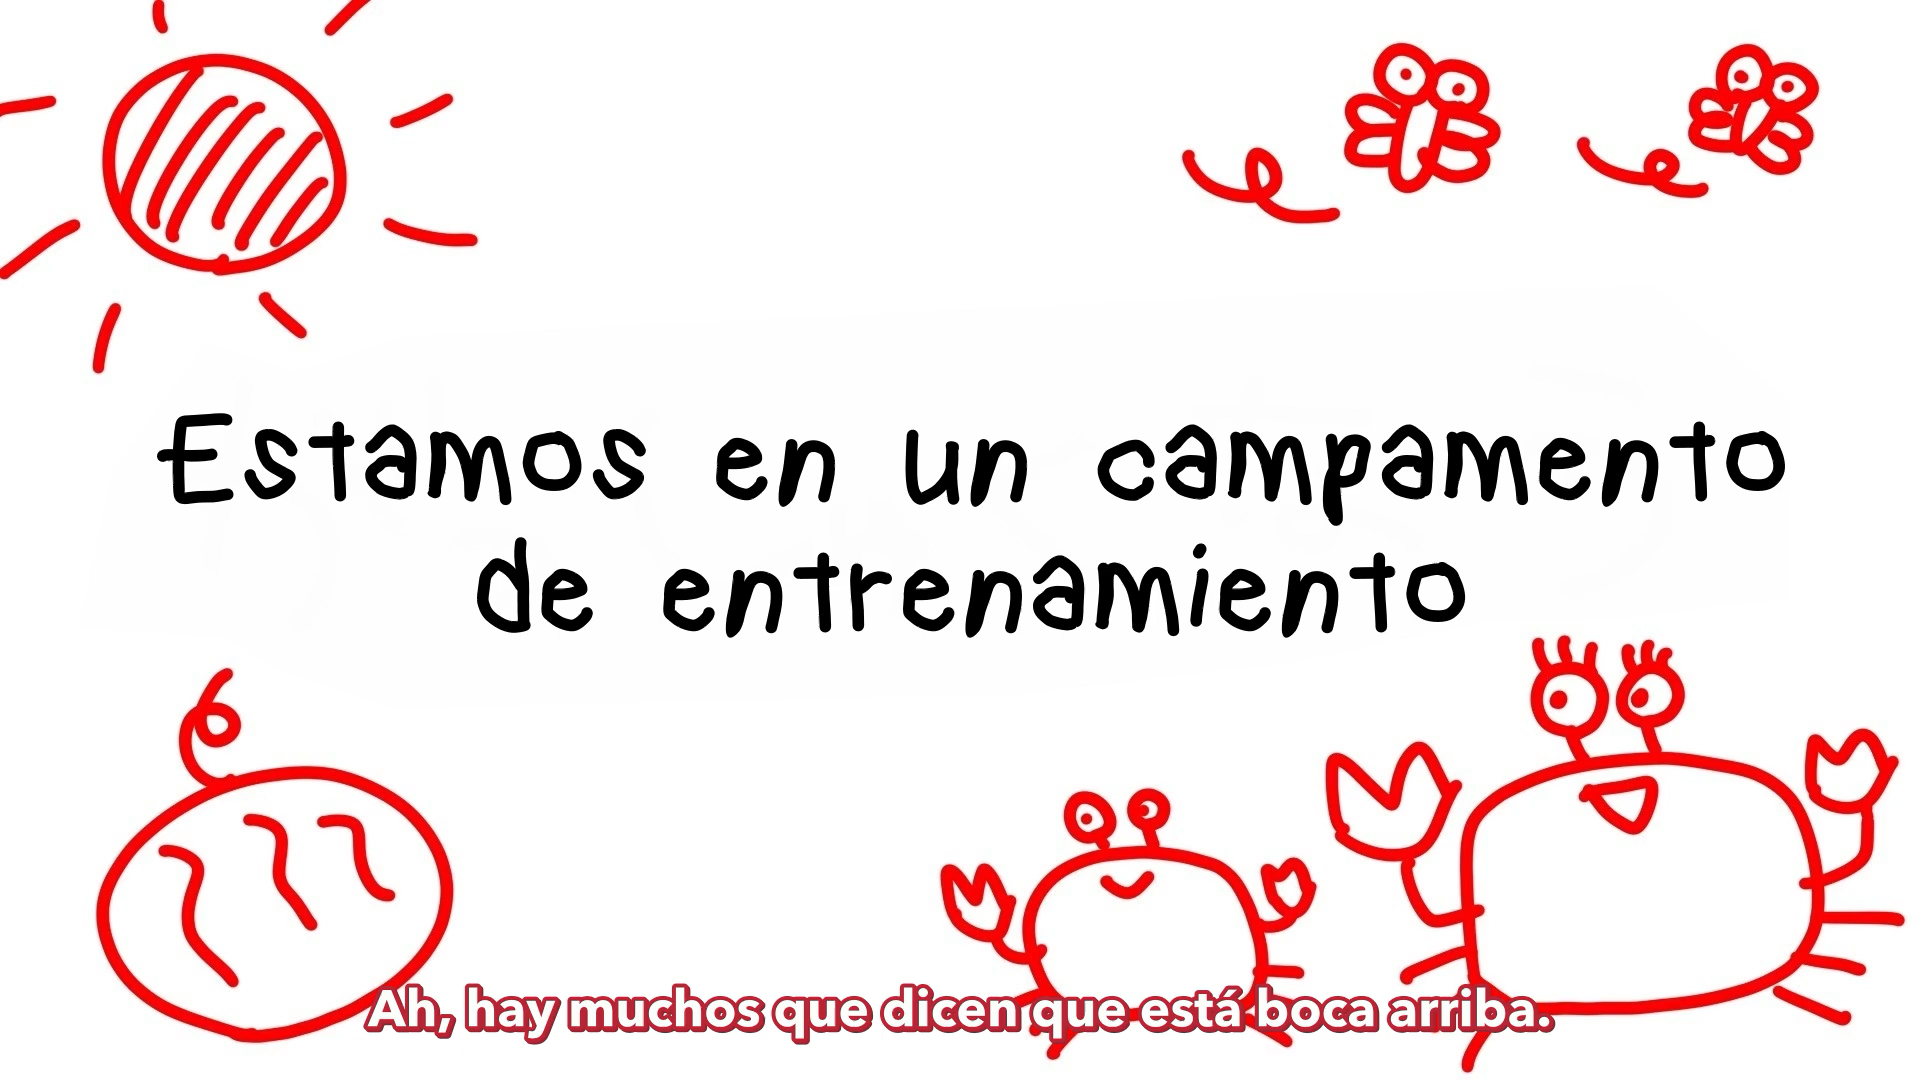 Estamos en un campamento
de entrenamiento
Ah, hay muchos que dicen que está boca arriba.